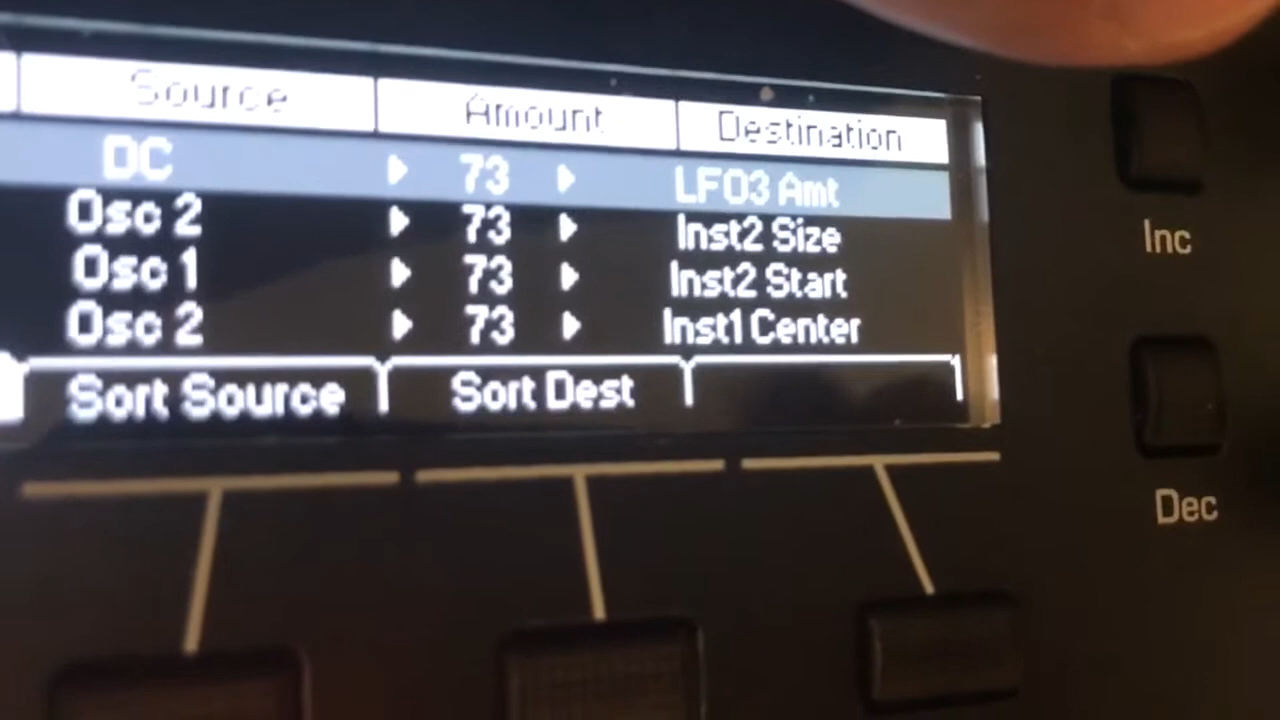 Source Amount Destination
DC 73 LFO3 Amt
Osc 2 73 Inst2 Size
Osc 1 73 Inst2 Start
Osc 2 73 Inst1 Center
Sort Source Sort Dest
Inc
Dec